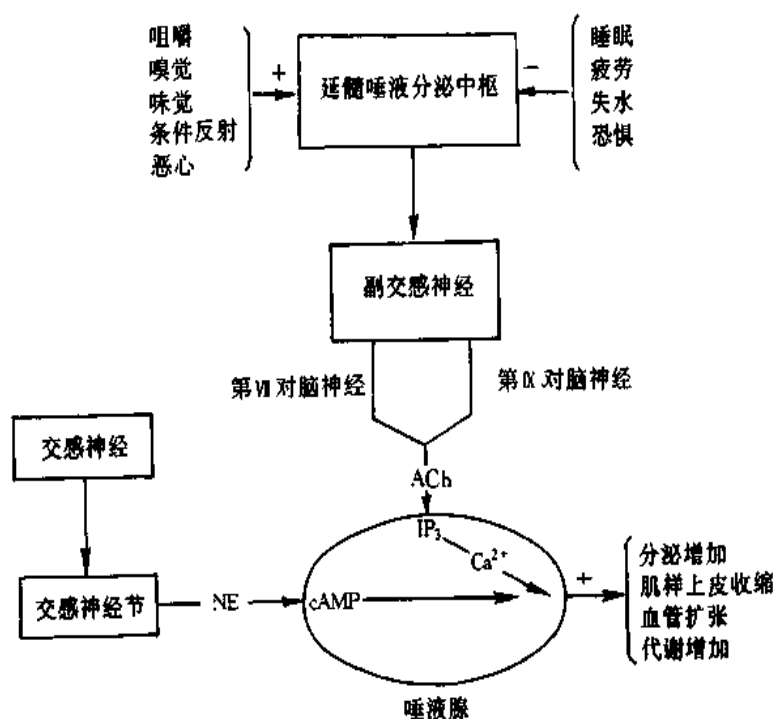 咀嚼
嗅觉
味觉
条件反射
恶心
+
延髓唾液分泌中枢
−
睡眠
疲劳
失水
恐惧
副交感神经
第Ⅶ对脑神经
第Ⅸ对脑神经
交感神经
ACh
IP₃
Ca²⁺
交感神经节
NE
cAMP
+
分泌增加
肌样上皮收缩
血管扩张
代谢增加
唾液腺